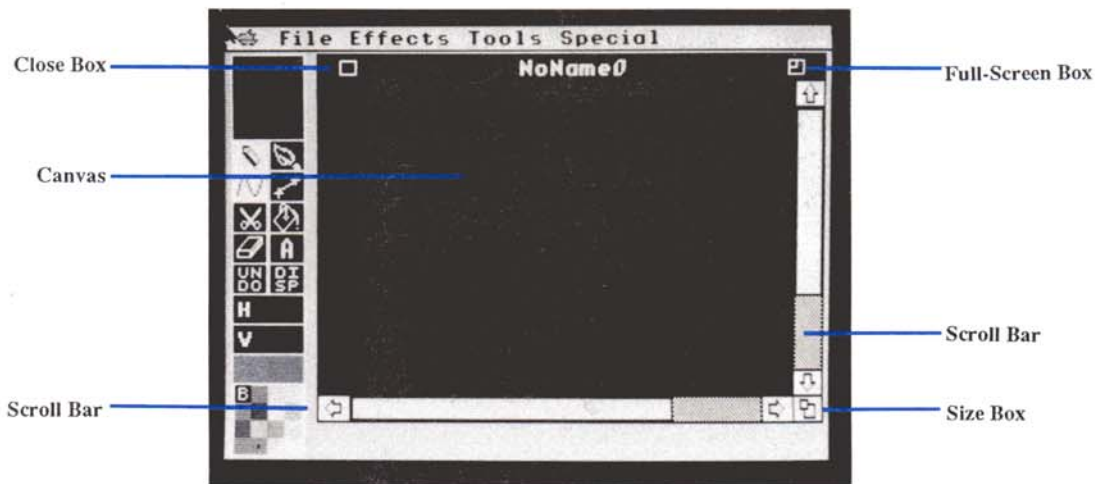 File Effects Tools Special
Close Box
NoName0
Full-Screen Box
Canvas
A
UN
DO
DI
SP
H
V
Scroll Bar
B
Scroll Bar
Size Box